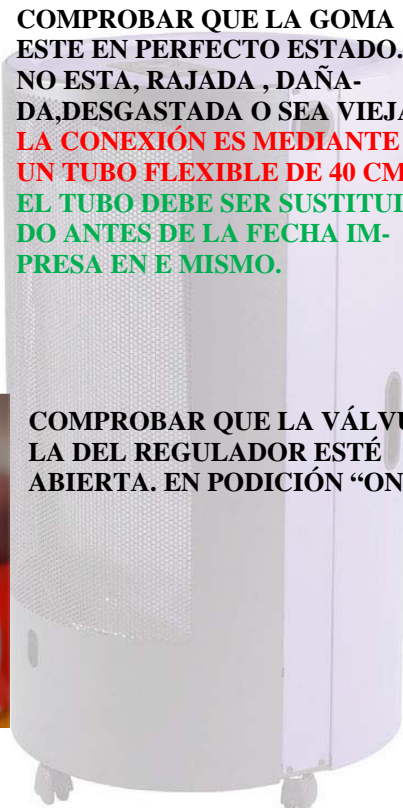 COMPROBAR QUE LA GOMA
ESTE EN PERFECTO ESTADO.
NO ESTA, RAJADA , DAÑA-
DA,DESGASTADA O SEA VIEJA
LA CONEXIÓN ES MEDIANTE
UN TUBO FLEXIBLE DE 40 CM
EL TUBO DEBE SER SUSTITUI
DO ANTES DE LA FECHA IM-
PRESA EN E MISMO.
COMPROBAR QUE LA VÁLVU
LA DEL REGULADOR ESTÉ
ABIERTA. EN PODICIÓN “ON